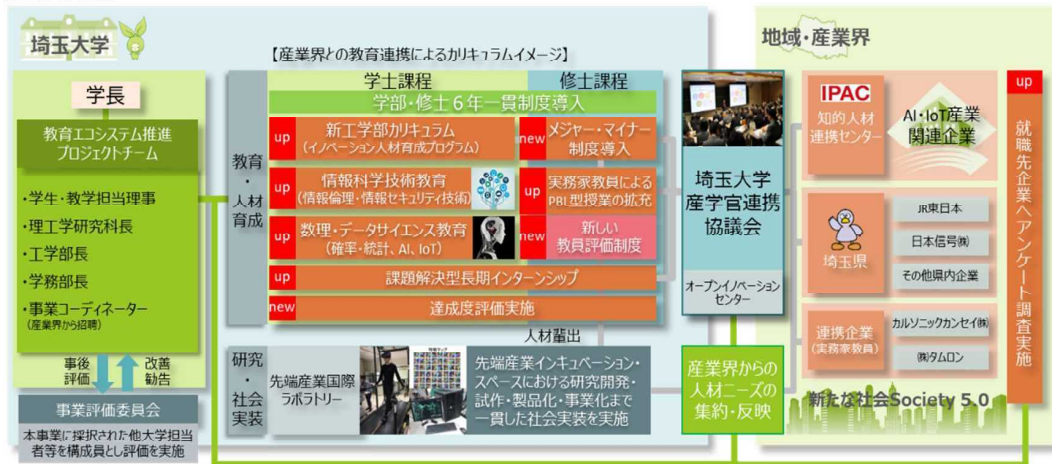 埼玉大学
学長
教育エコシステム推進
プロジェクトチーム
・学生・教学担当理事
・理工学研究科長
・工学部長
・学務部長
・事業コーディネーター
(産業界から招聘)
事後
評価
改善
勧告
事業評価委員会
本事業に採択された他大学担当
者等を構成員とし評価を実施
【産業界との教育連携によるカリキュラムイメージ】
教育・人材育成
学士課程
修士課程
学部・修士6年一貫制度導入
up
新工学部カリキュラム
(イノベーション人材育成プログラム)
new
メジャー・マイナー
制度導入
up
情報科学技術教育
(情報倫理・情報セキュリティ技術)
up
実務家教員による
PBL型授業の拡充
up
数理・データサイエンス教育
(確率・統計、AI、IoT)
new
新しい
教員評価制度
up
課題解決型長期インターンシップ
new
達成度評価実施
人材輩出
研究・社会実装
先端産業国際
ラボラトリー
先端産業インキュベーション・
スペースにおける研究開発・
試作・製品化・事業化まで
一貫した社会実装を実施
埼玉大学
産学官連携
協議会
オープンイノベーション
センター
産業界からの
人材ニーズの
集約・反映
地域・産業界
IPAC
知的人材
連携センター
AI・IoT産業
関連企業
埼玉県
JR東日本
日本信号㈱
その他県内企業
連携企業
(実務家教員)
カルソニックカンセイ㈱
㈱タムロン
新たな社会Society 5.0
up
就職先企業へアンケート調査実施